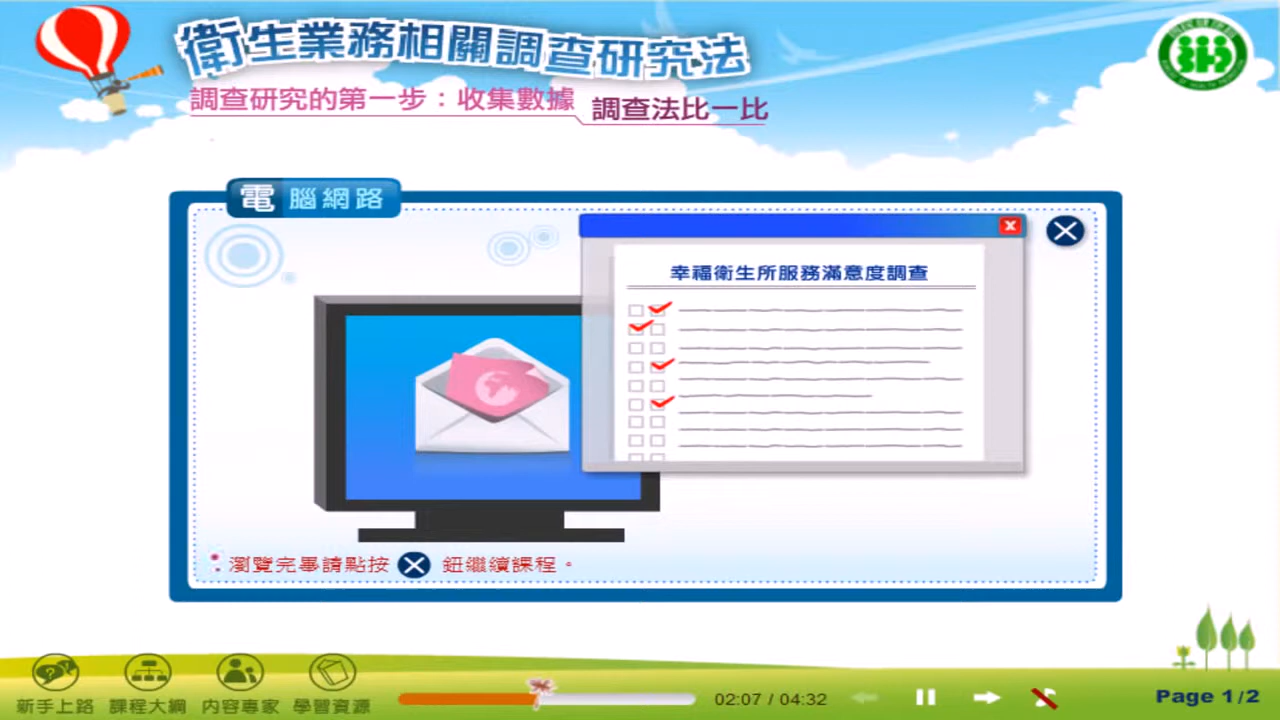 衛生業務相關調查研究法
調查研究的第一步：收集數據
調查法比一比
電腦網路
幸福衛生所服務滿意度調查
瀏覽完畢請點按 鈕繼續課程。
新手上路 課程大綱 內容專家 學習資源
02:07 / 04:32
Page 1/2